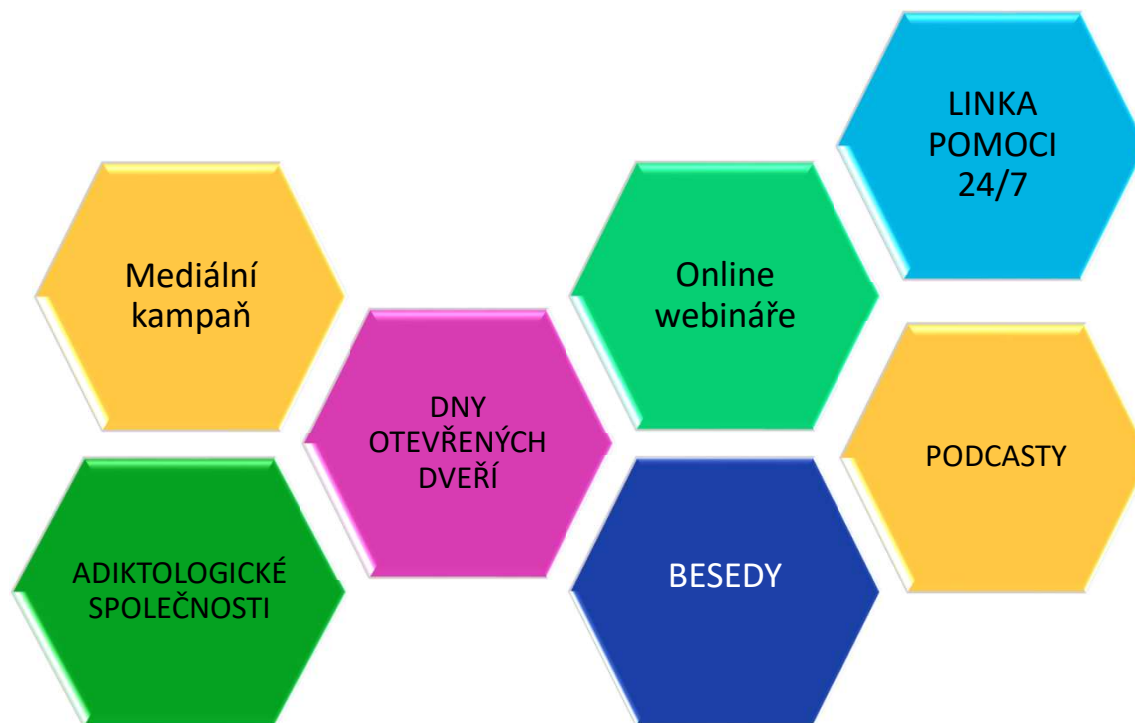 LINKA
POMOCI
24/7
Mediální
kampaň
Online
webináře
DNY
OTEVŘENÝCH
DVEŘÍ
PODCASTY
ADIKTOLOGICKÉ
SPOLEČNOSTI
BESEDY